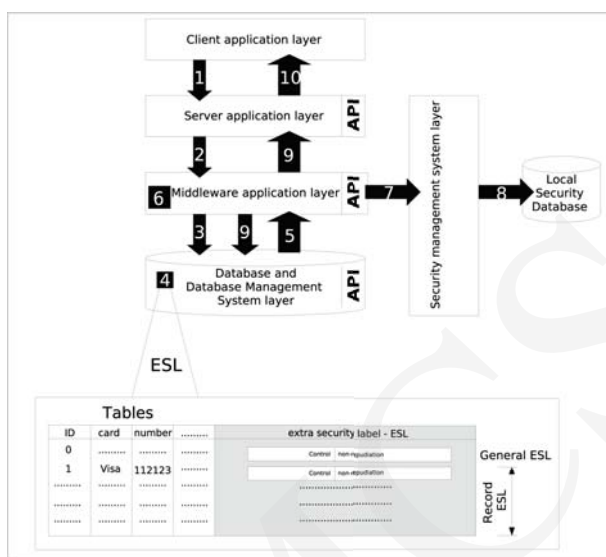 Client application layer
1
10
Server application layer
API
2
9
6
Middleware application layer
API
7
Security management system layer
8
Local
Security
Database
3
9
5
4
Database and
Database Management
System layer
API
ESL
Tables
ID card number .........
extra security label - ESL
0 ......... ......... .........
Control non-repudiation
General ESL
1 Visa 112123 .........
Control non-repudiation
Record
ESL